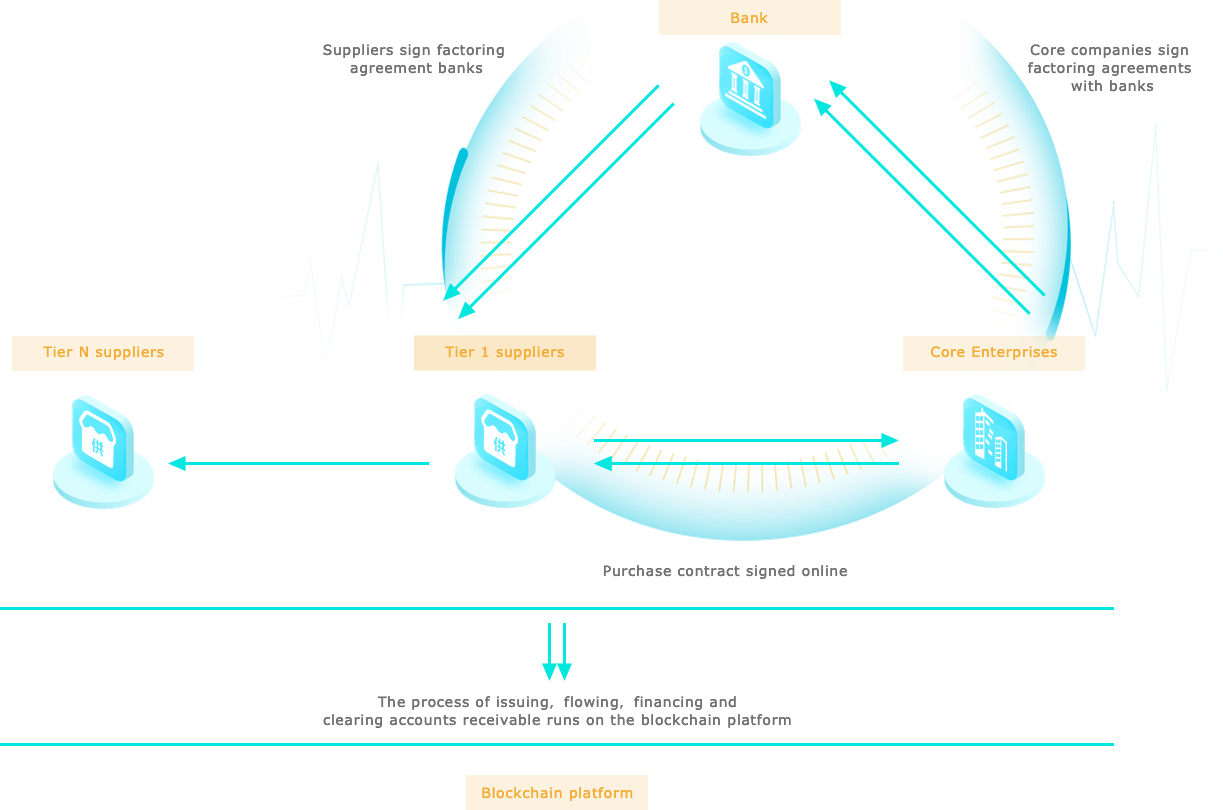 Bank
Suppliers sign factoring
agreement banks
Core companies sign
factoring agreements
with banks
Tier N suppliers
Tier 1 suppliers
Core Enterprises
供
供
Purchase contract signed online
The process of issuing, flowing, financing and
clearing accounts receivable runs on the blockchain platform
Blockchain platform